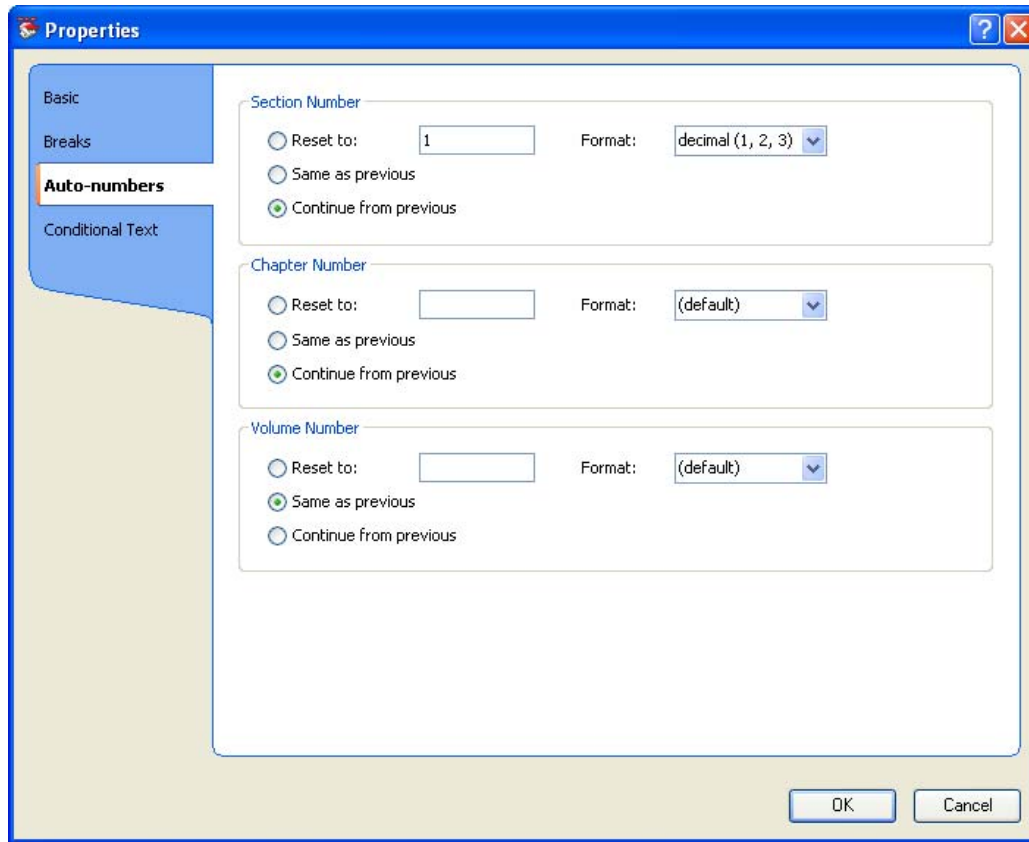 Properties
Basic
Breaks
Auto-numbers
Conditional Text
Section Number
Reset to: 1 Format: decimal (1, 2, 3)
Same as previous
Continue from previous
Chapter Number
Reset to: Format: (default)
Same as previous
Continue from previous
Volume Number
Reset to: Format: (default)
Same as previous
Continue from previous
OK Cancel